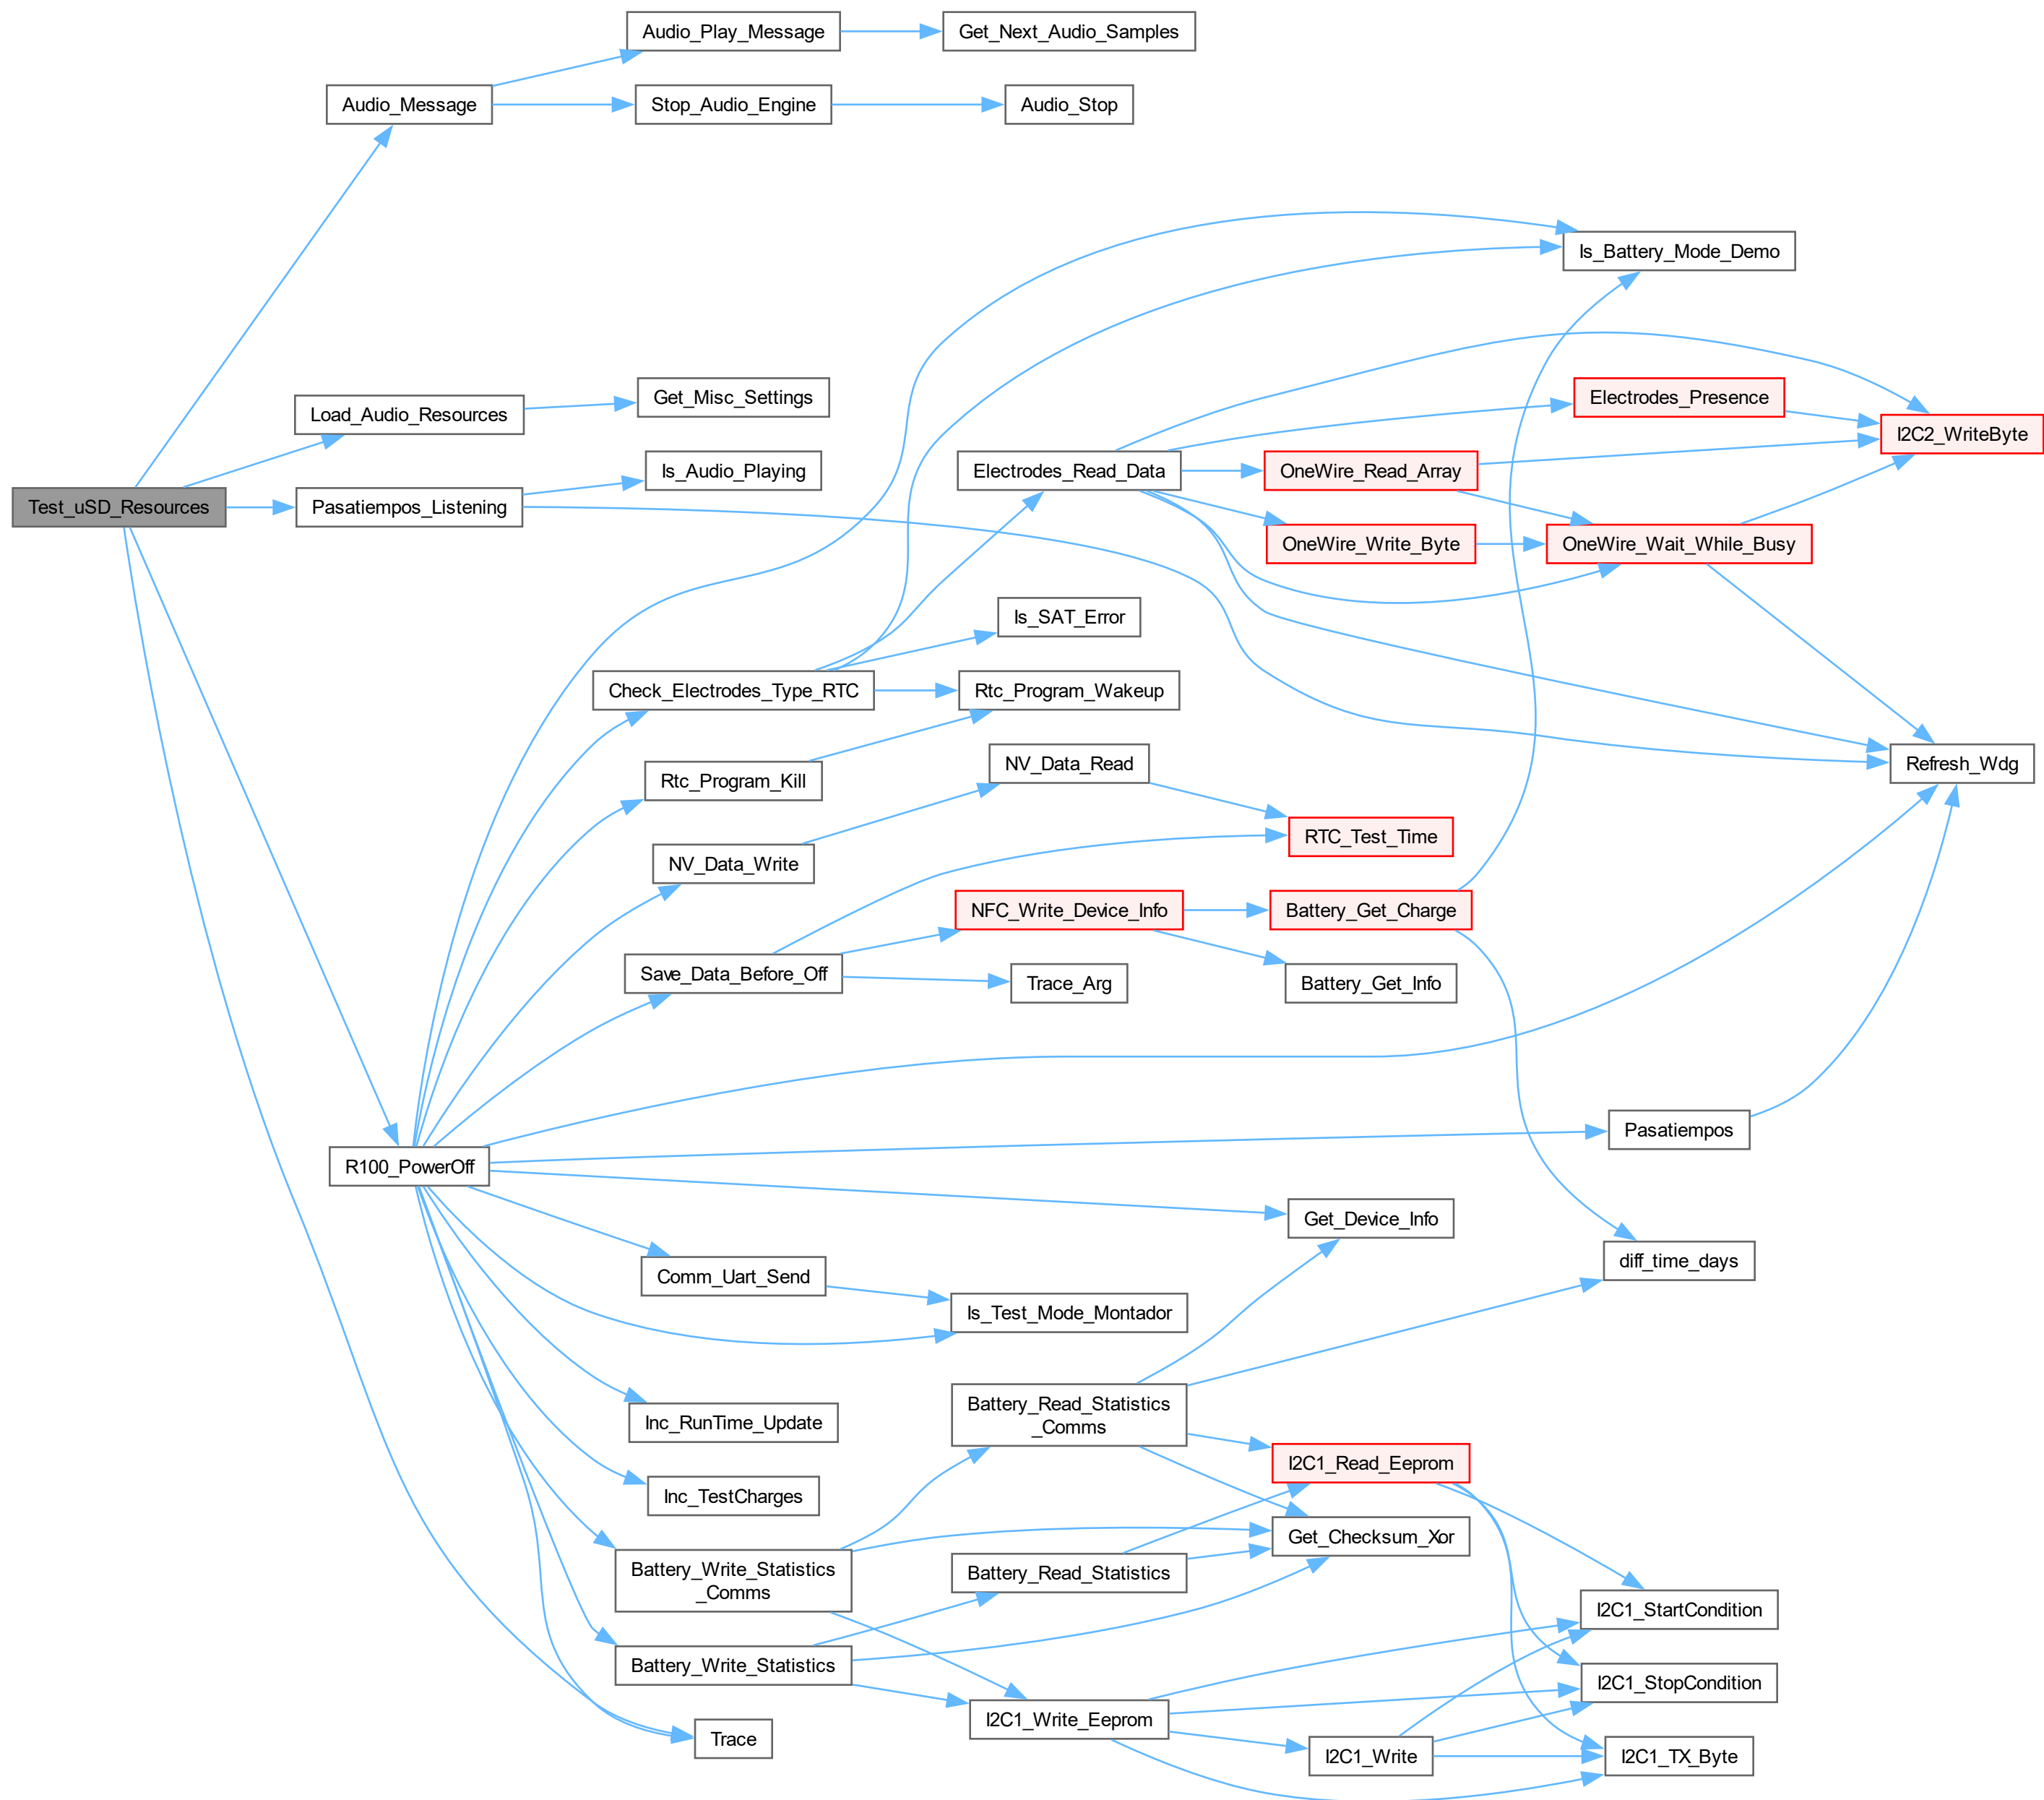 Audio_Play_Message
Get_Next_Audio_Samples
Audio_Message
Stop_Audio_Engine
Audio_Stop
Is_Battery_Mode_Demo
Get_Misc_Settings
Electrodes_Presence
Load_Audio_Resources
I2C2_WriteByte
Is_Audio_Playing
Electrodes_Read_Data
OneWire_Read_Array
Test_uSD_Resources
Pasatiempos_Listening
OneWire_Write_Byte
OneWire_Wait_While_Busy
Is_SAT_Error
Check_Electrodes_Type_RTC
Rtc_Program_Wakeup
NV_Data_Read
Refresh_Wdg
Rtc_Program_Kill
RTC_Test_Time
NV_Data_Write
NFC_Write_Device_Info
Battery_Get_Charge
Save_Data_Before_Off
Trace_Arg
Battery_Get_Info
Pasatiempos
R100_PowerOff
Get_Device_Info
diff_time_days
Comm_Uart_Send
Is_Test_Mode_Montador
Battery_Read_Statistics
_Comms
Inc_RunTime_Update
I2C1_Read_Eeprom
Inc_TestCharges
Get_Checksum_Xor
Battery_Write_Statistics
_Comms
Battery_Read_Statistics
I2C1_StartCondition
Battery_Write_Statistics
I2C1_StopCondition
I2C1_Write_Eeprom
Trace
I2C1_Write
I2C1_TX_Byte